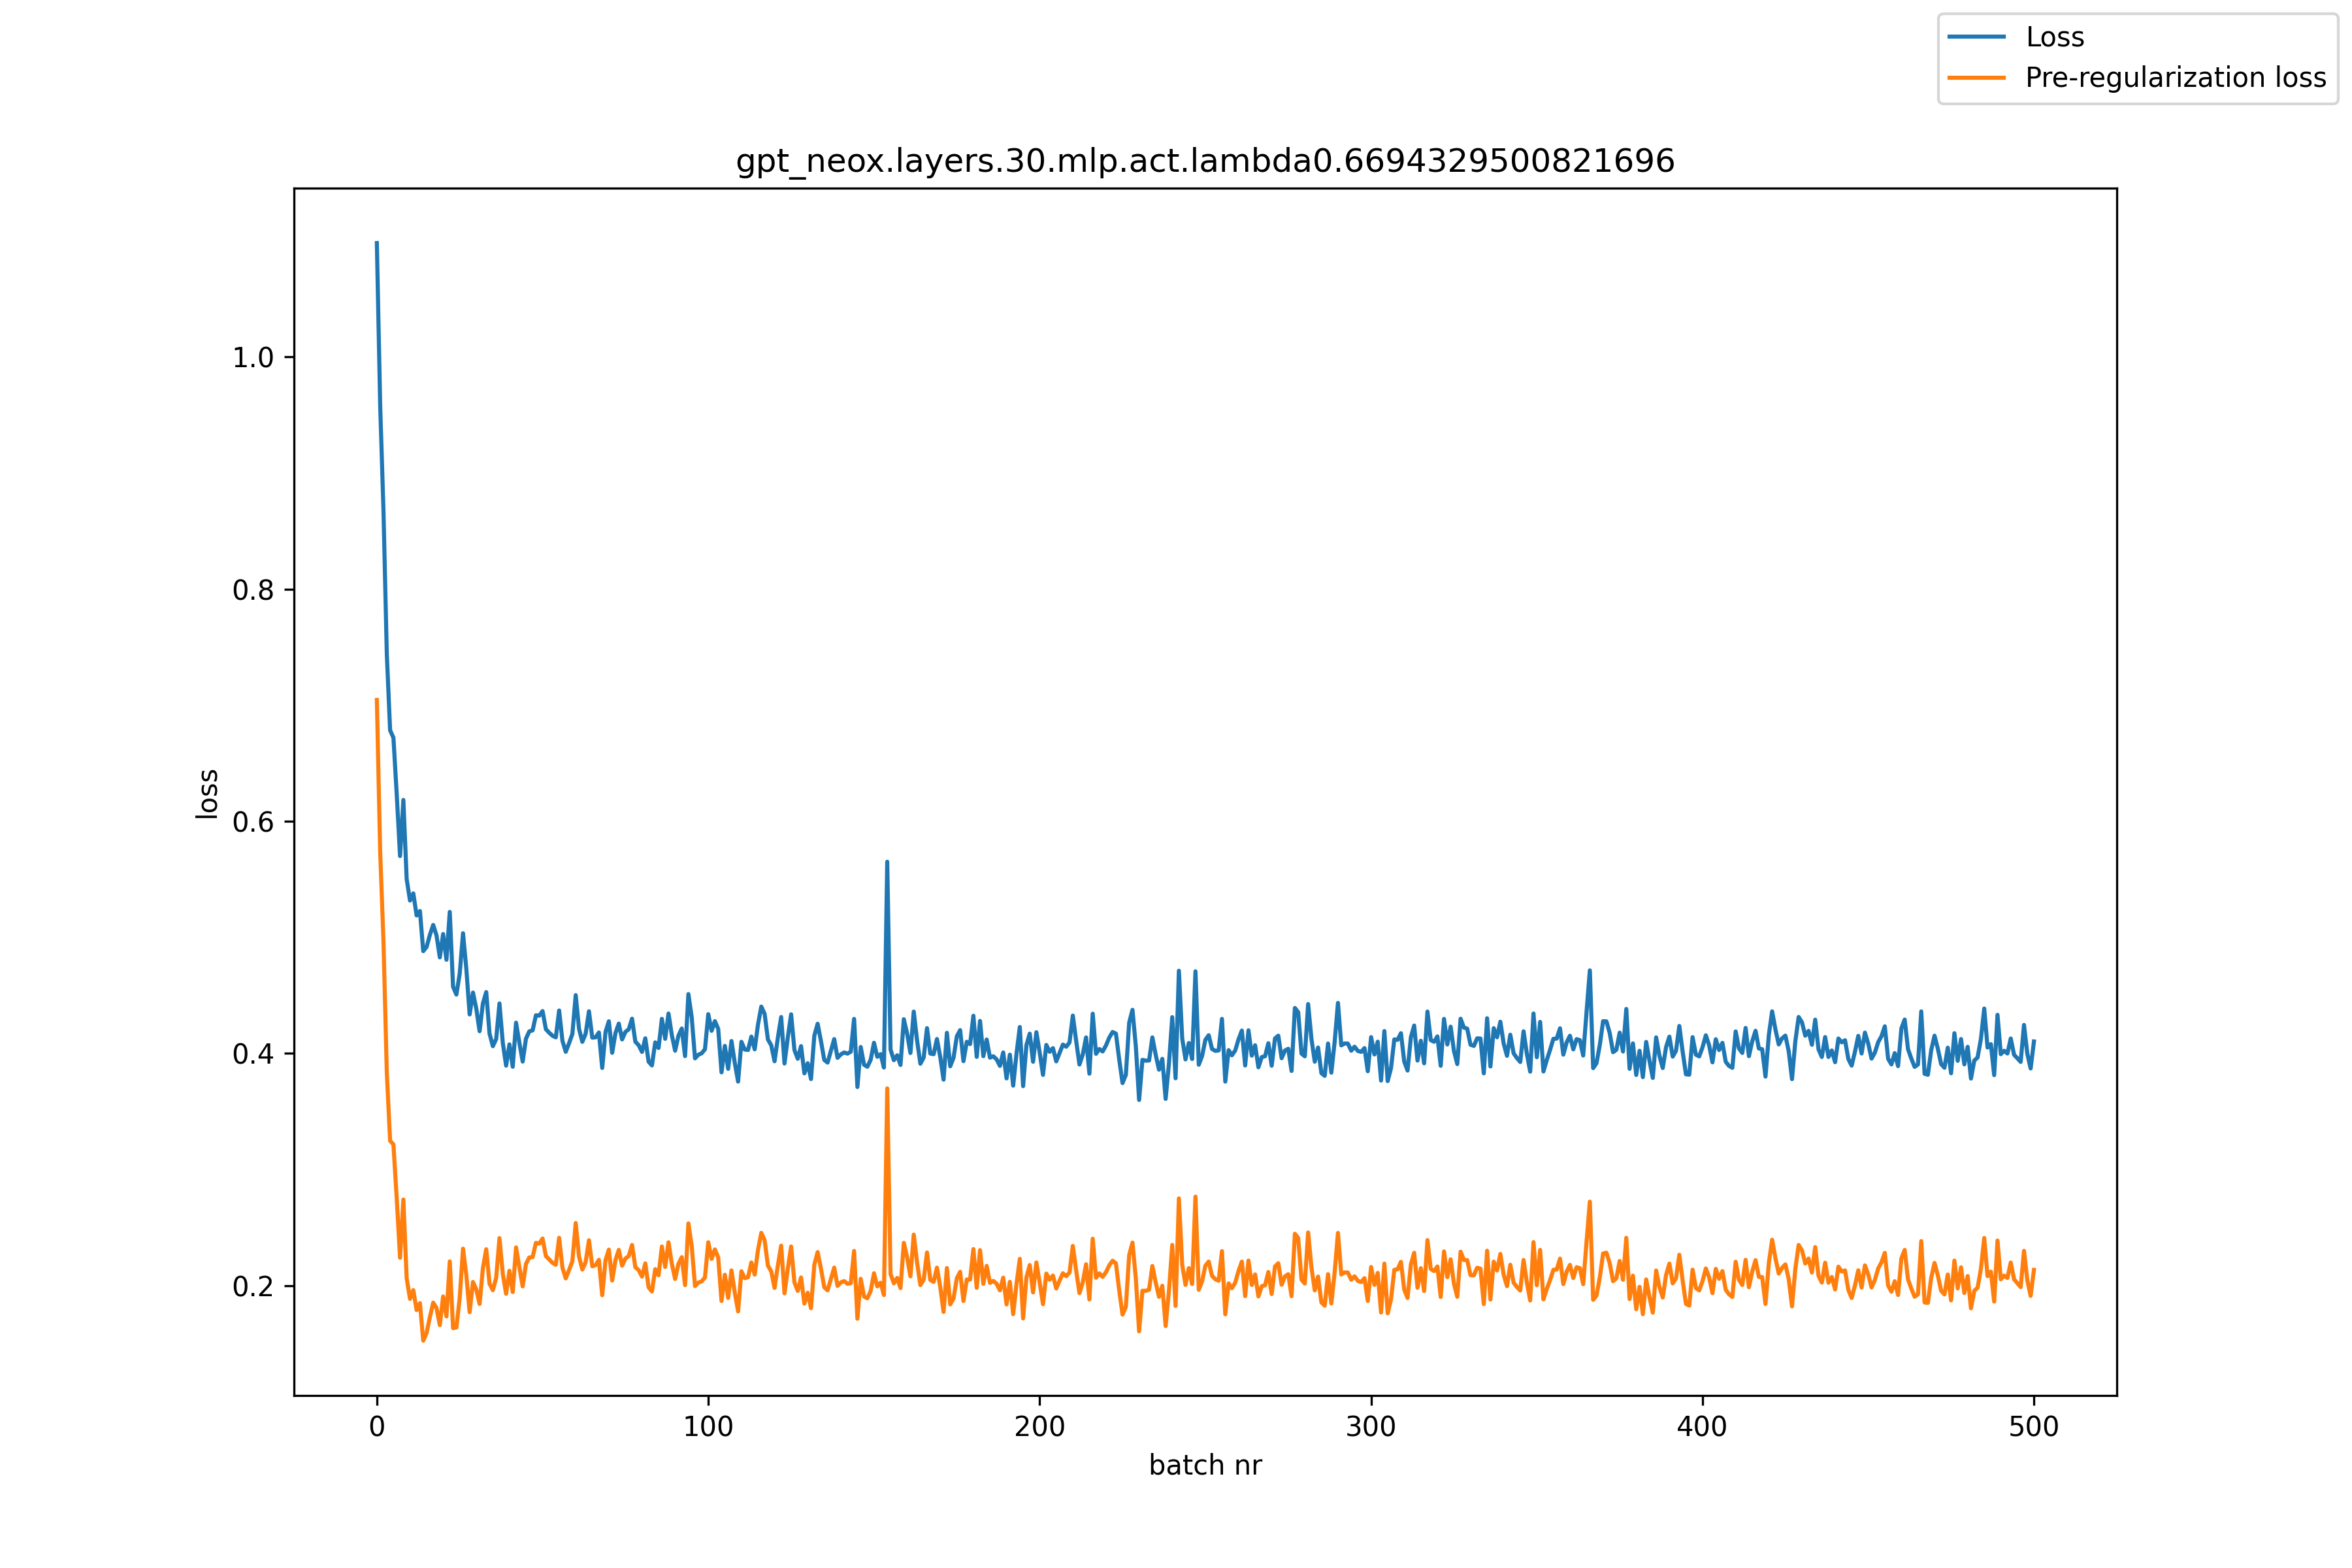 Loss
Pre-regularization loss
gpt_neox.layers.30.mlp.act.lambda0.6694329500821696
1.0
0.8
0.6
0.4
0.2
loss
0
100
200
300
400
500
batch nr